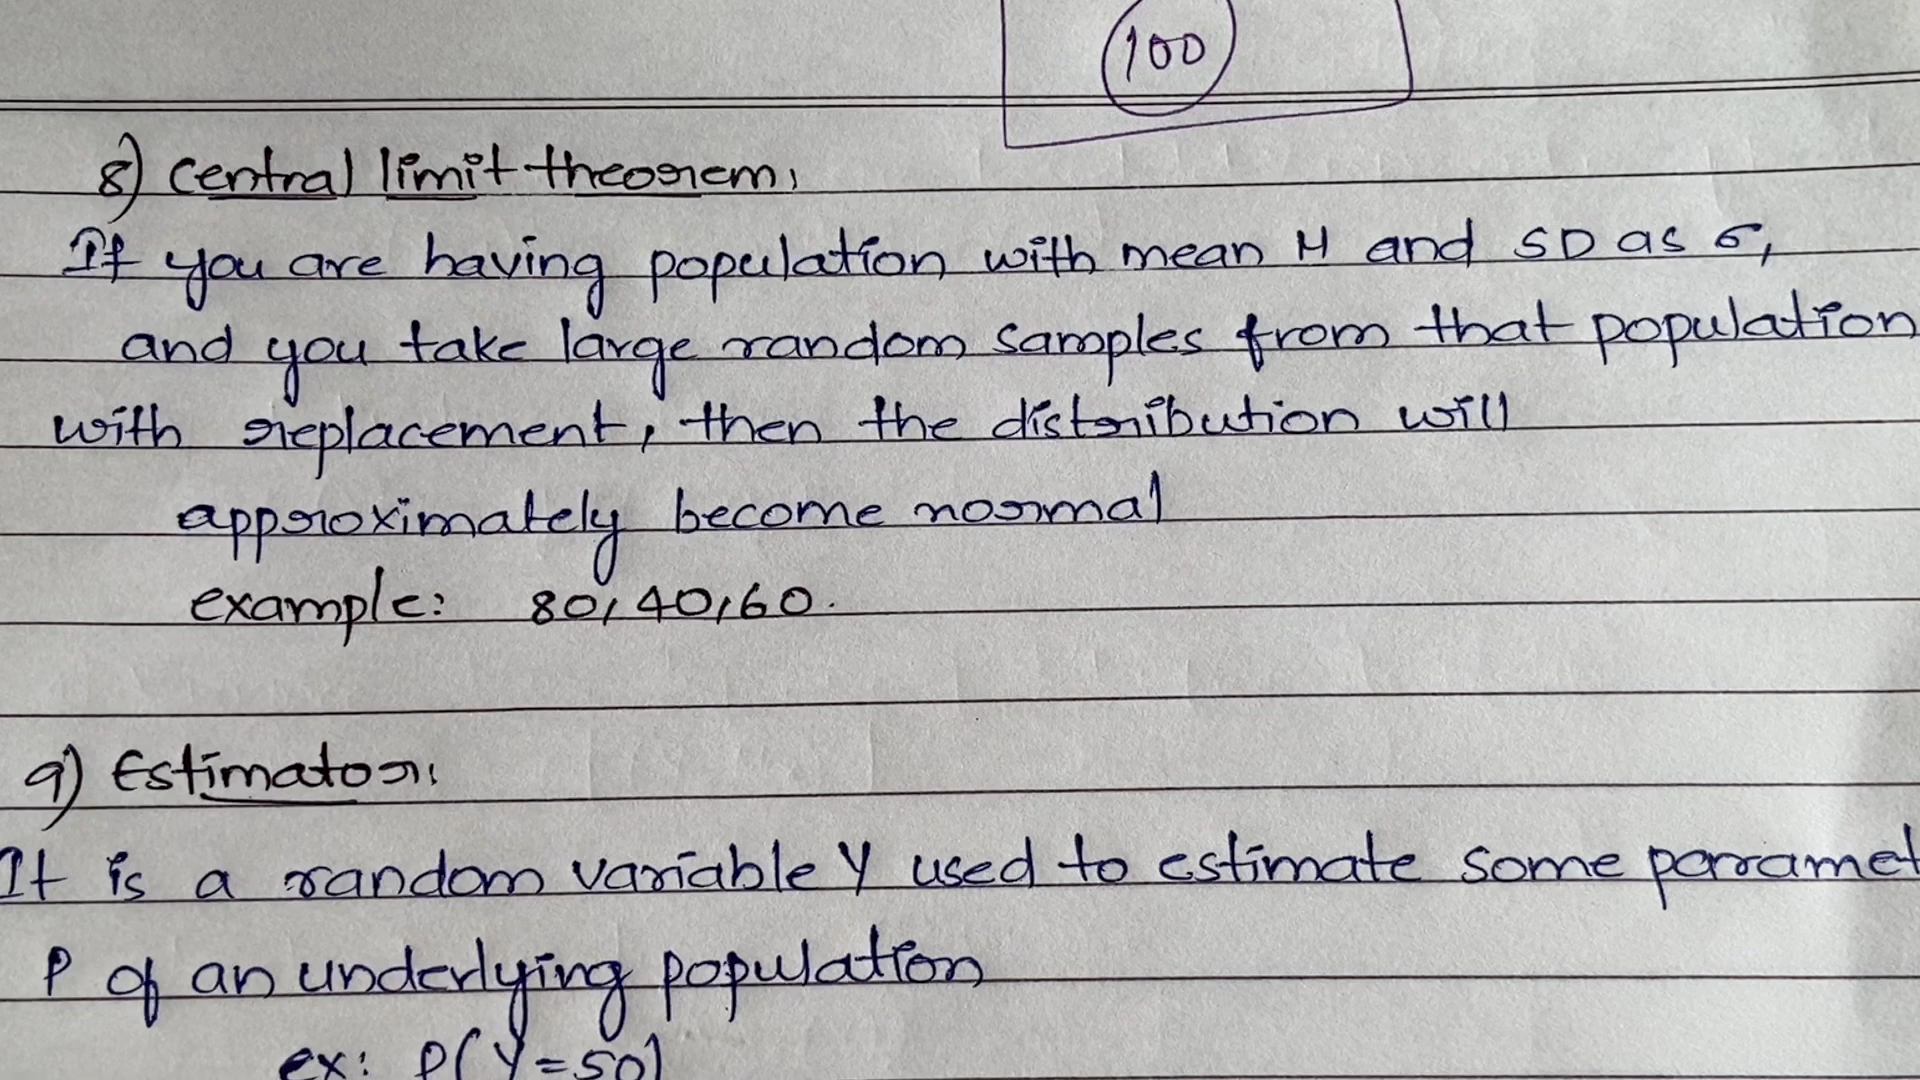 100
8) Central limit theorem:
If you are having population with mean μ and SD as σ,
and you take large random samples from that population
with replacement, then the distribution will
approximately become normal
example: 80, 40, 60.
9) Estimator:
It is a random variable Y used to estimate some paramet
P of an underlying population
ex: P(Y=50)